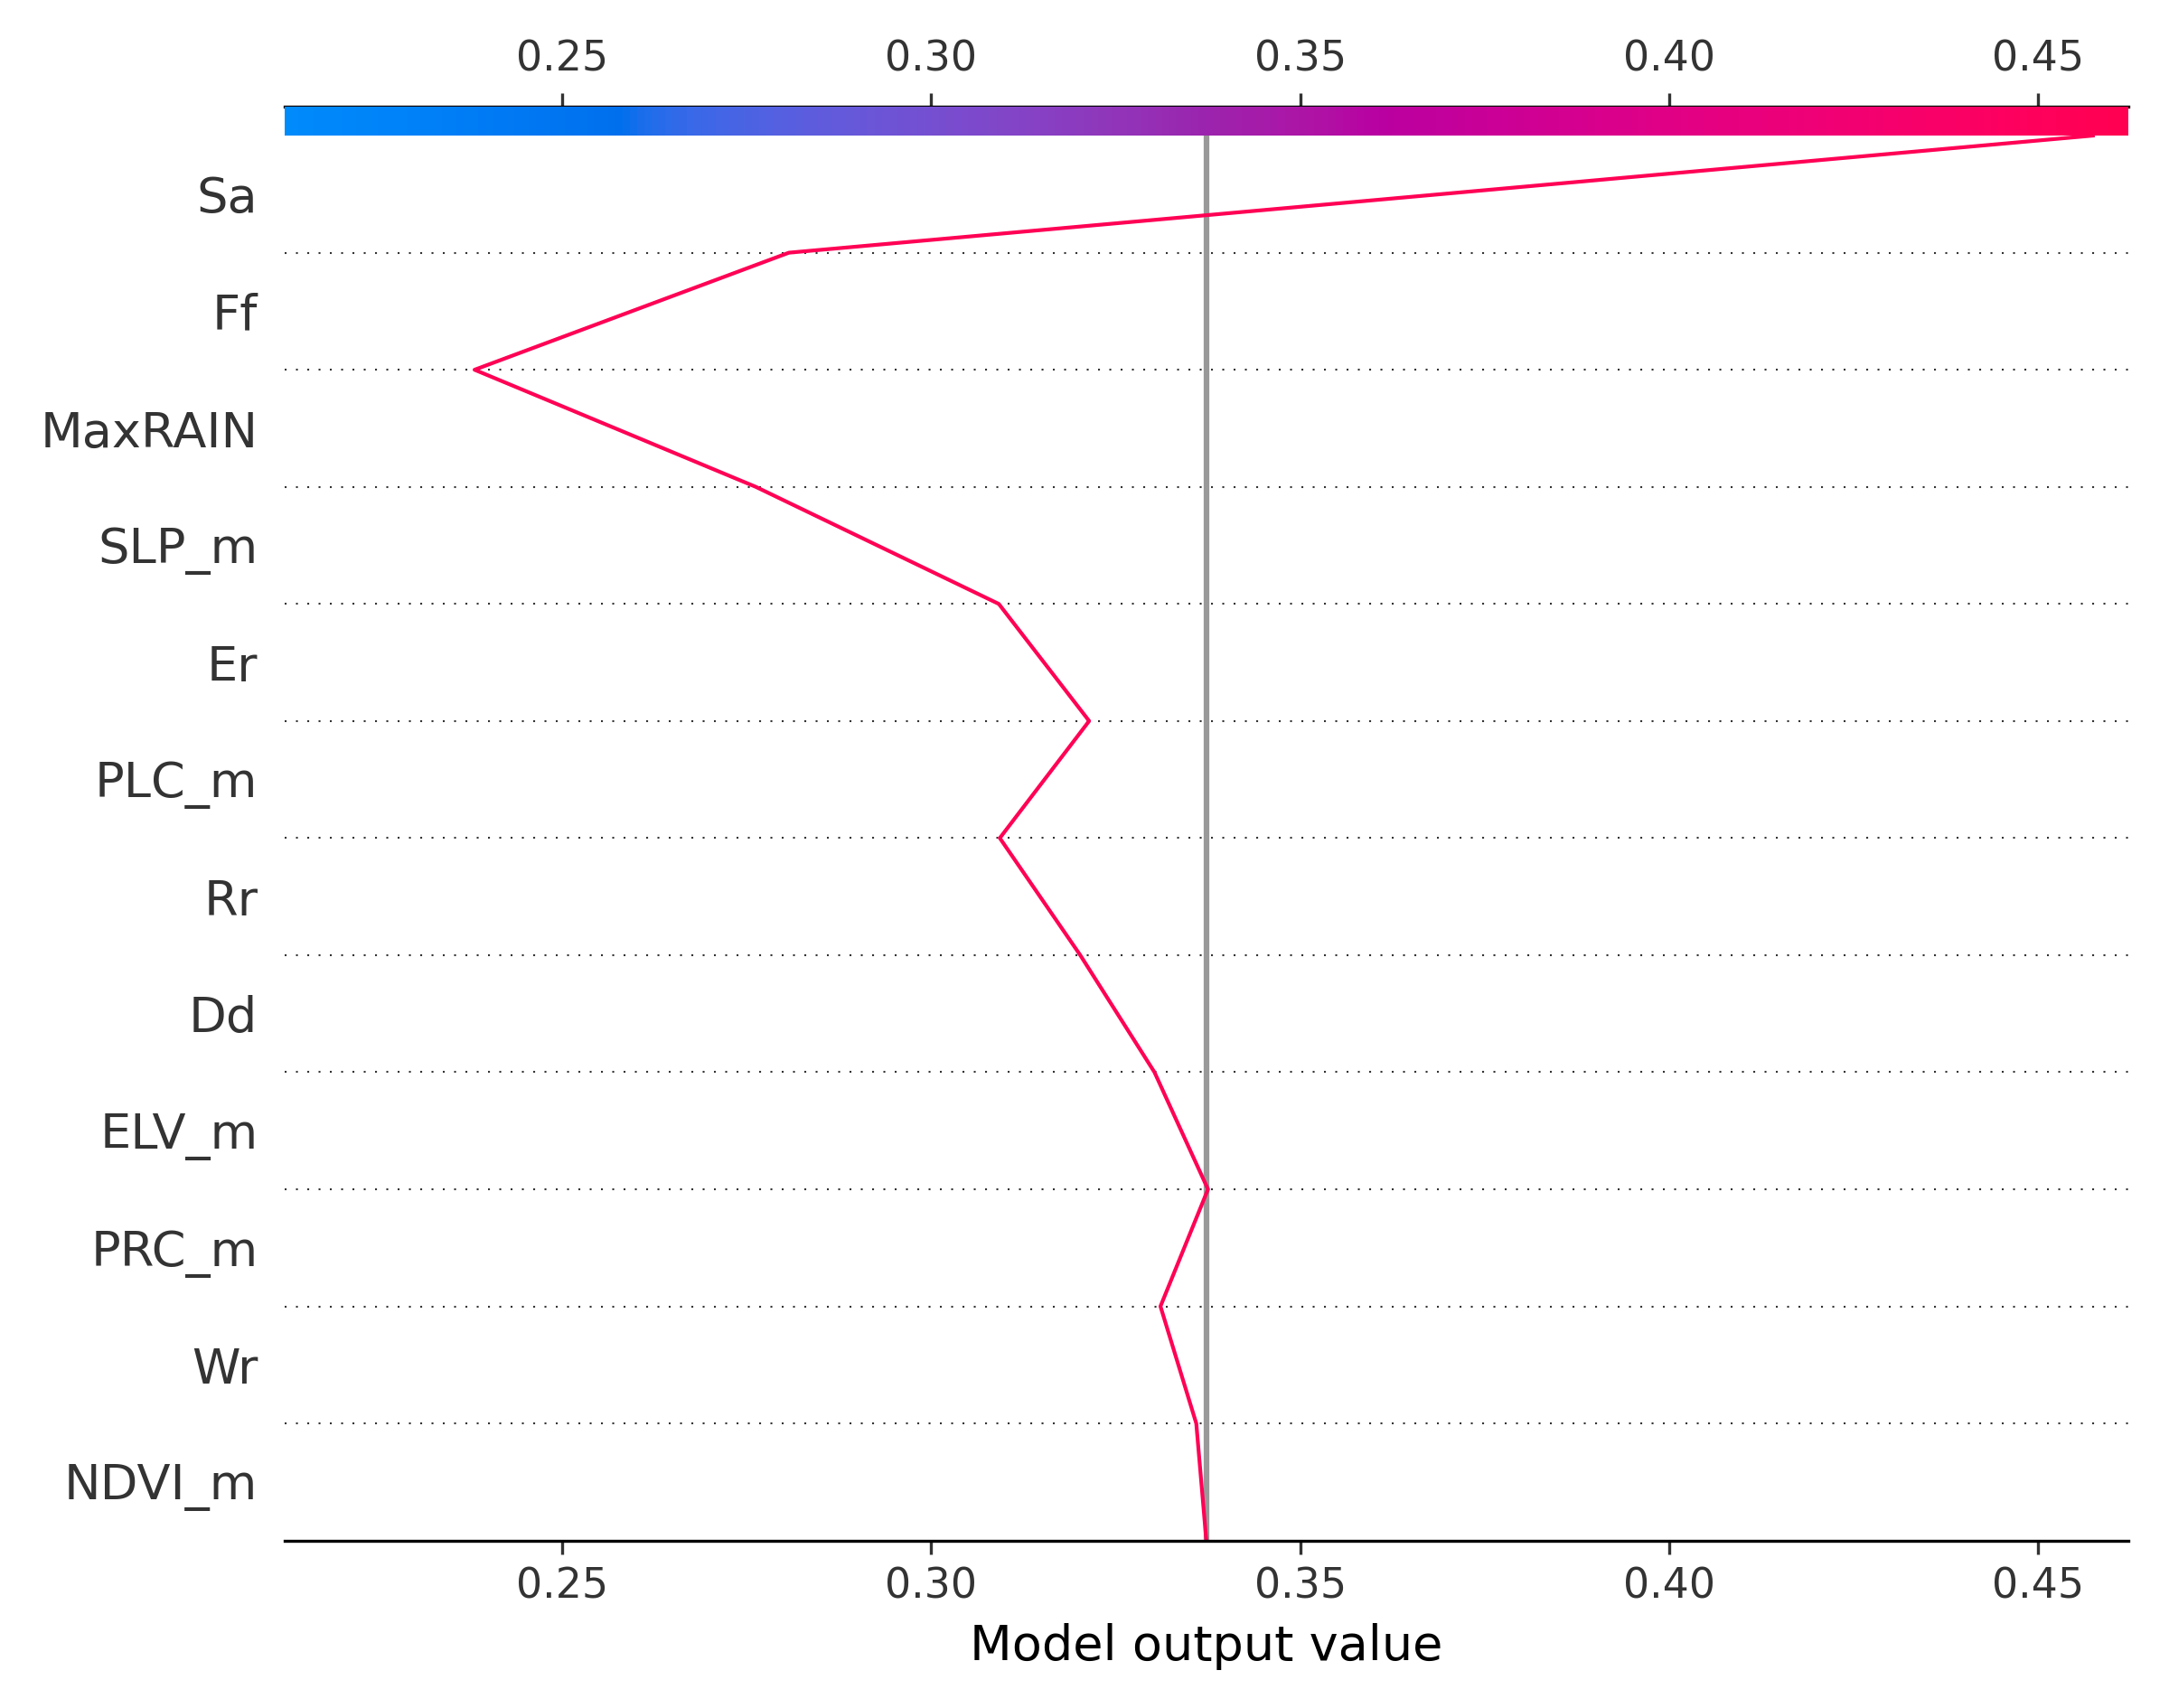 0.25 0.30 0.35 0.40 0.45
Sa
Ff
MaxRAIN
SLP_m
Er
PLC_m
Rr
Dd
ELV_m
PRC_m
Wr
NDVI_m
0.25 0.30 0.35 0.40 0.45
Model output value